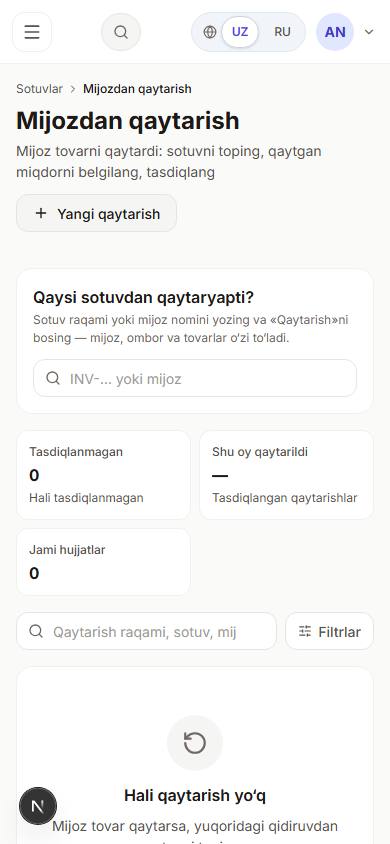 UZ
RU
AN
Sotuvlar > Mijozdan qaytarish
Mijozdan qaytarish
Mijoz tovarni qaytardi: sotuvni toping, qaytgan
miqdorni belgilang, tasdiqlang
+ Yangi qaytarish
Qaysi sotuvdan qaytaryapti?
Sotuv raqami yoki mijoz nomini yozing va «Qaytarish»ni
bosing — mijoz, ombor va tovarlar o‘zi to‘ladi.
INV-... yoki mijoz
Tasdiqlanmagan
0
Hali tasdiqlanmagan
Shu oy qaytarildi
—
Tasdiqlangan qaytarishlar
Jami hujjatlar
0
Qaytarish raqami, sotuv, mij
Filtrlar
Hali qaytarish yo‘q
N
Mijoz tovar qaytarsa, yuqoridagi qidiruvdan